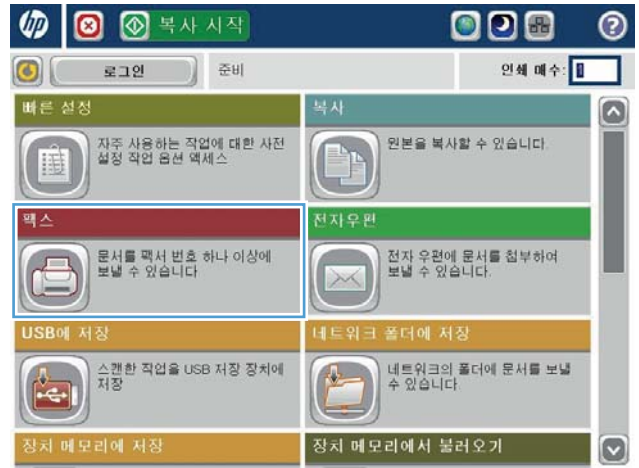 hp 복사 시작 ?
로그인 준비 인쇄 매수: 1
빠른 설정
자주 사용하는 작업에 대한 사전
설정 작업 옵션 액세스
복사
원본을 복사할 수 있습니다.
팩스
문서를 팩서 번호 하나 이상에
보낼 수 있습니다
전자우편
전자 우편에 문서를 첨부하여
보낼 수 있습니다.
USB에 저장
스캔한 작업을 USB 저장 장치에
저장
네트워크 폴더에 저장
네트워크의 폴더에 문서를 보낼
수 있습니다
장치 메모리에 저장
장치 메모리에서 불러오기